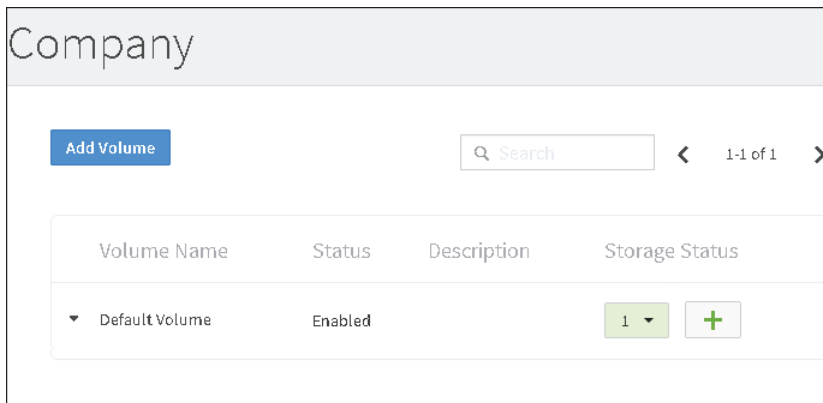 Company
Add Volume
Search
1-1 of 1
Volume Name Status Description Storage Status
Default Volume Enabled 1